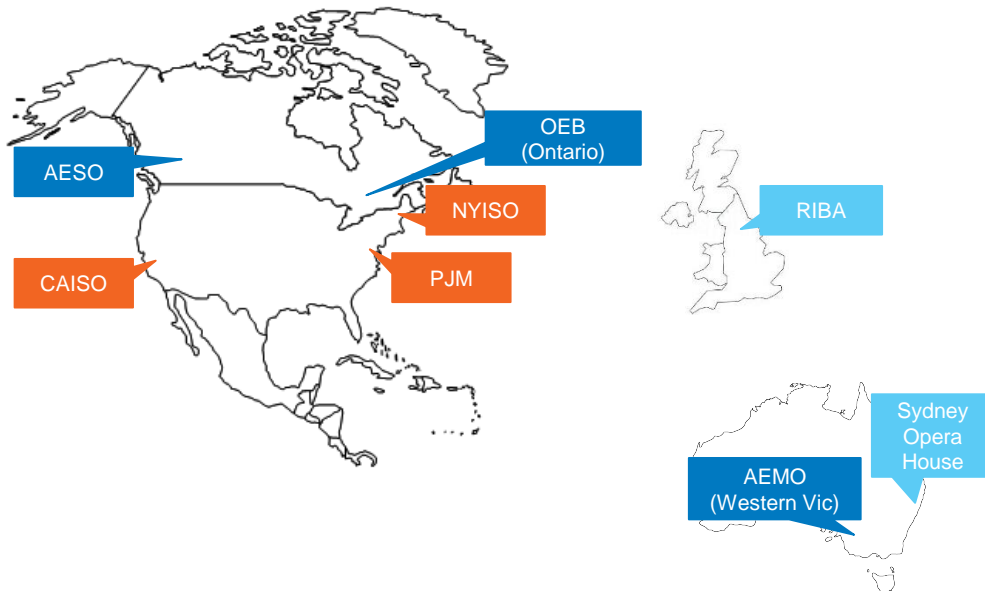 OEB
(Ontario)
AESO
NYISO
RIBA
CAISO
PJM
Sydney
Opera
House
AEMO
(Western Vic)